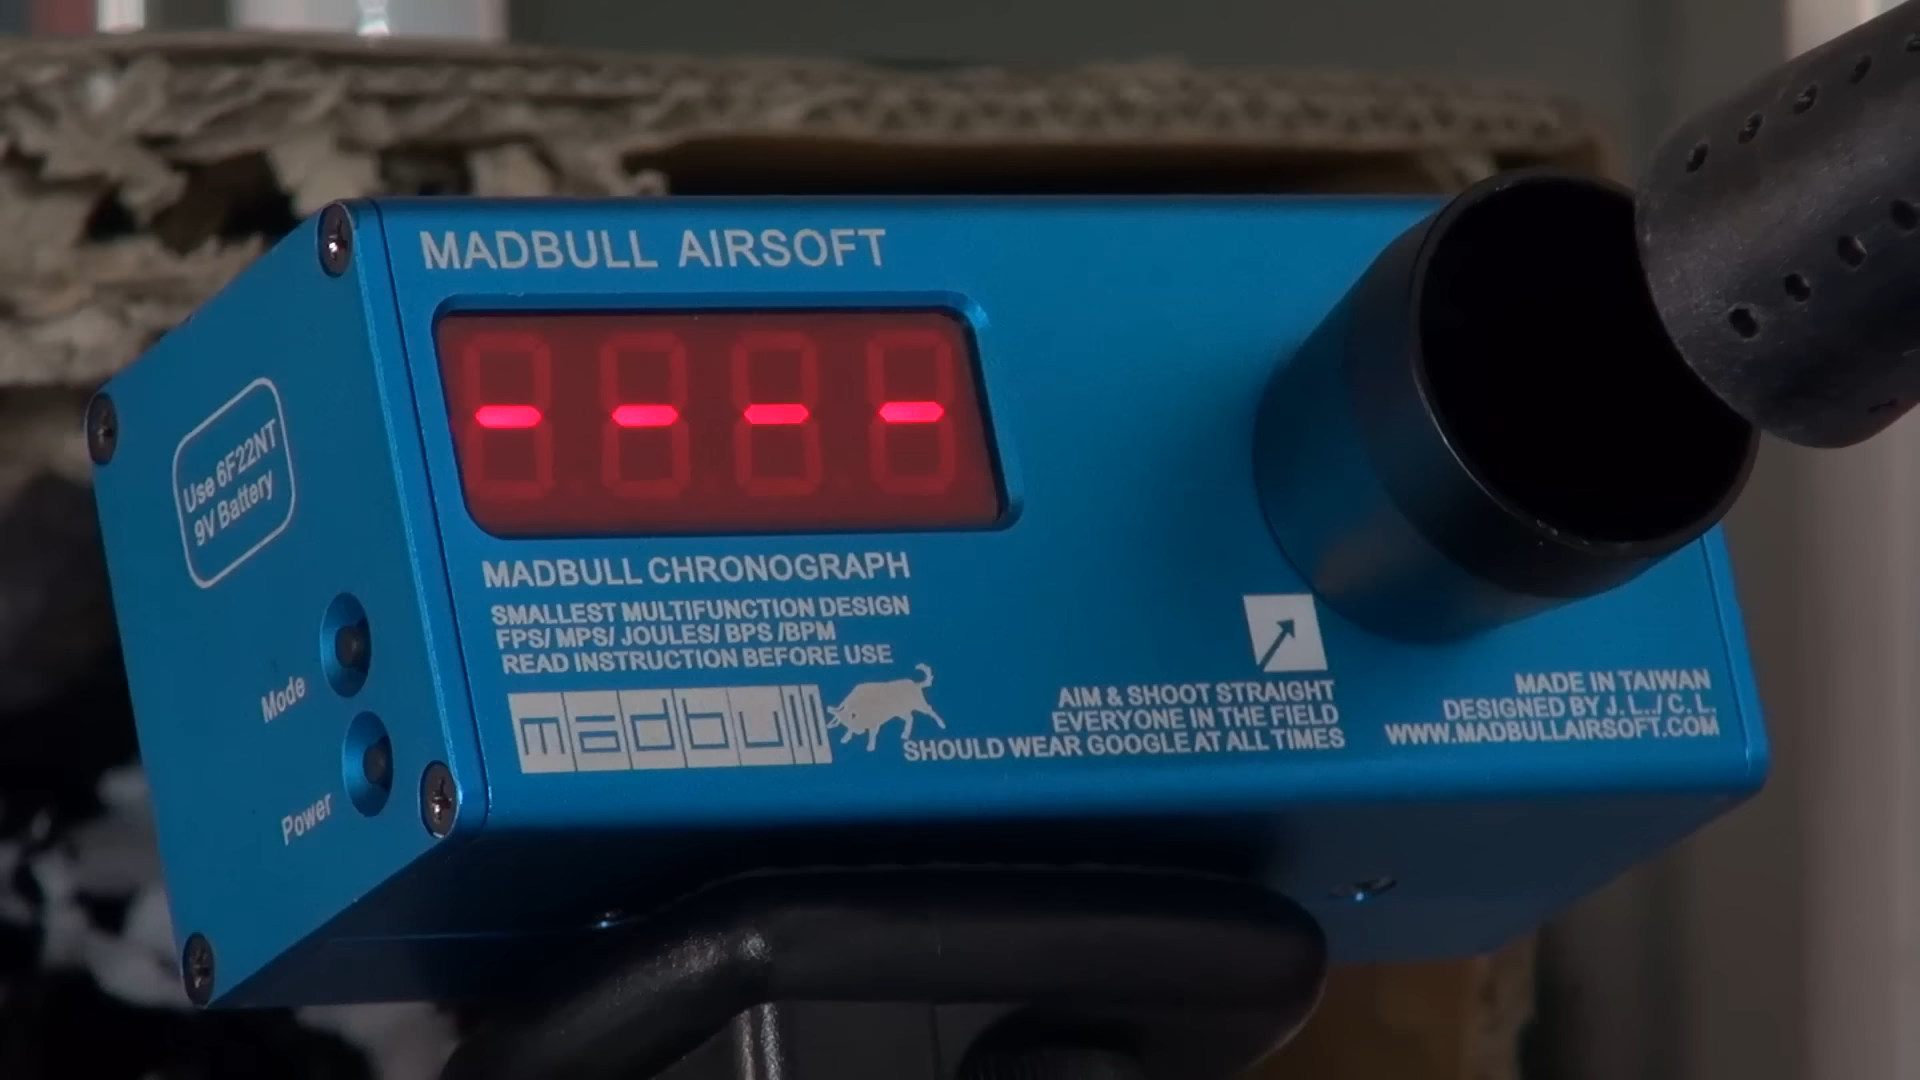 MADBULL AIRSOFT
- - - -
Use 6F22NT
9V Battery
Mode
Power
MADBULL CHRONOGRAPH
SMALLEST MULTIFUNCTION DESIGN
FPS/ MPS/ JOULES/ BPS /BPM
READ INSTRUCTION BEFORE USE
madbull
AIM & SHOOT STRAIGHT
EVERYONE IN THE FIELD
SHOULD WEAR GOOGLE AT ALL TIMES
MADE IN TAIWAN
DESIGNED BY J. L../ C. L.
WWW.MADBULLAIRSOFT.COM